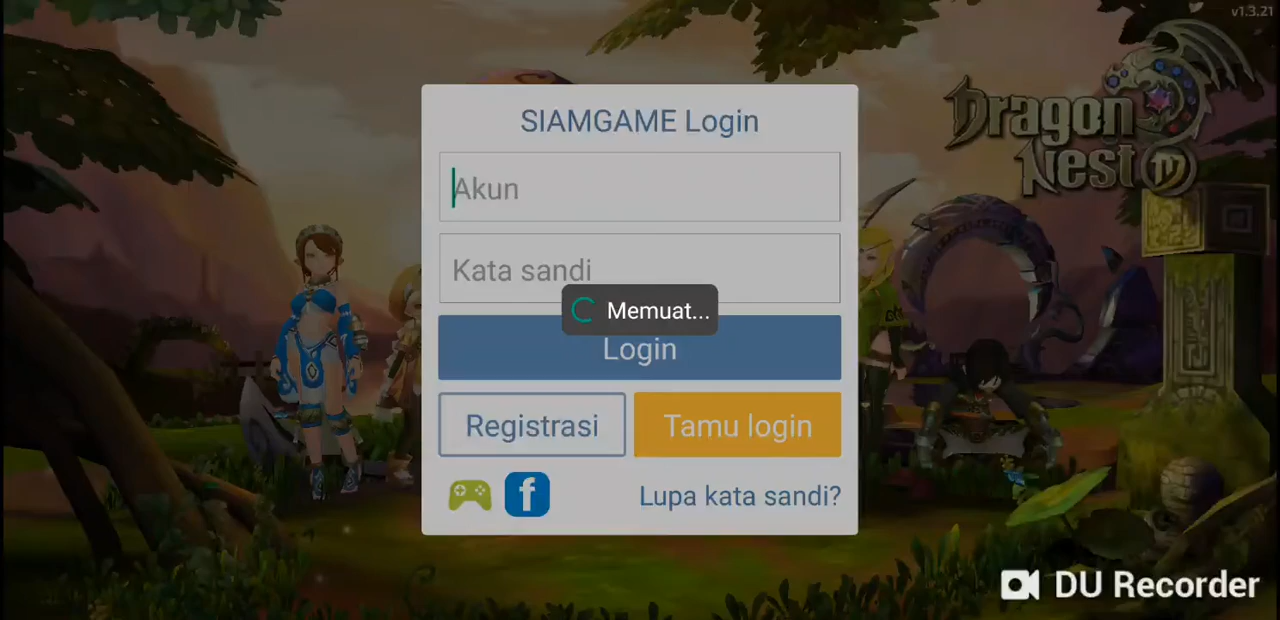 v1.3.21
Dragon
Nest
SIAMGAME Login
Akun
Kata sandi
Memuat...
Login
Registrasi
Tamu login
f
Lupa kata sandi?
DU Recorder